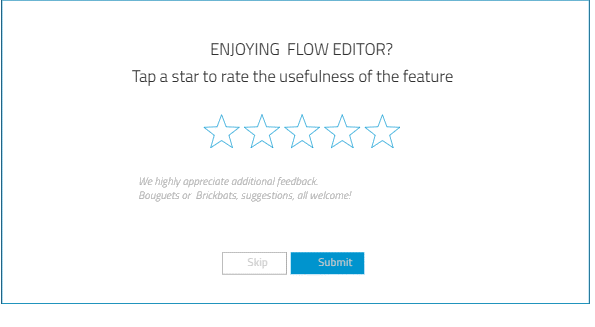 ENJOYING FLOW EDITOR?
Tap a star to rate the usefulness of the feature
We highly appreciate additional feedback.
Bouguets or Brickbats, suggestions, all welcome!
Skip
Submit